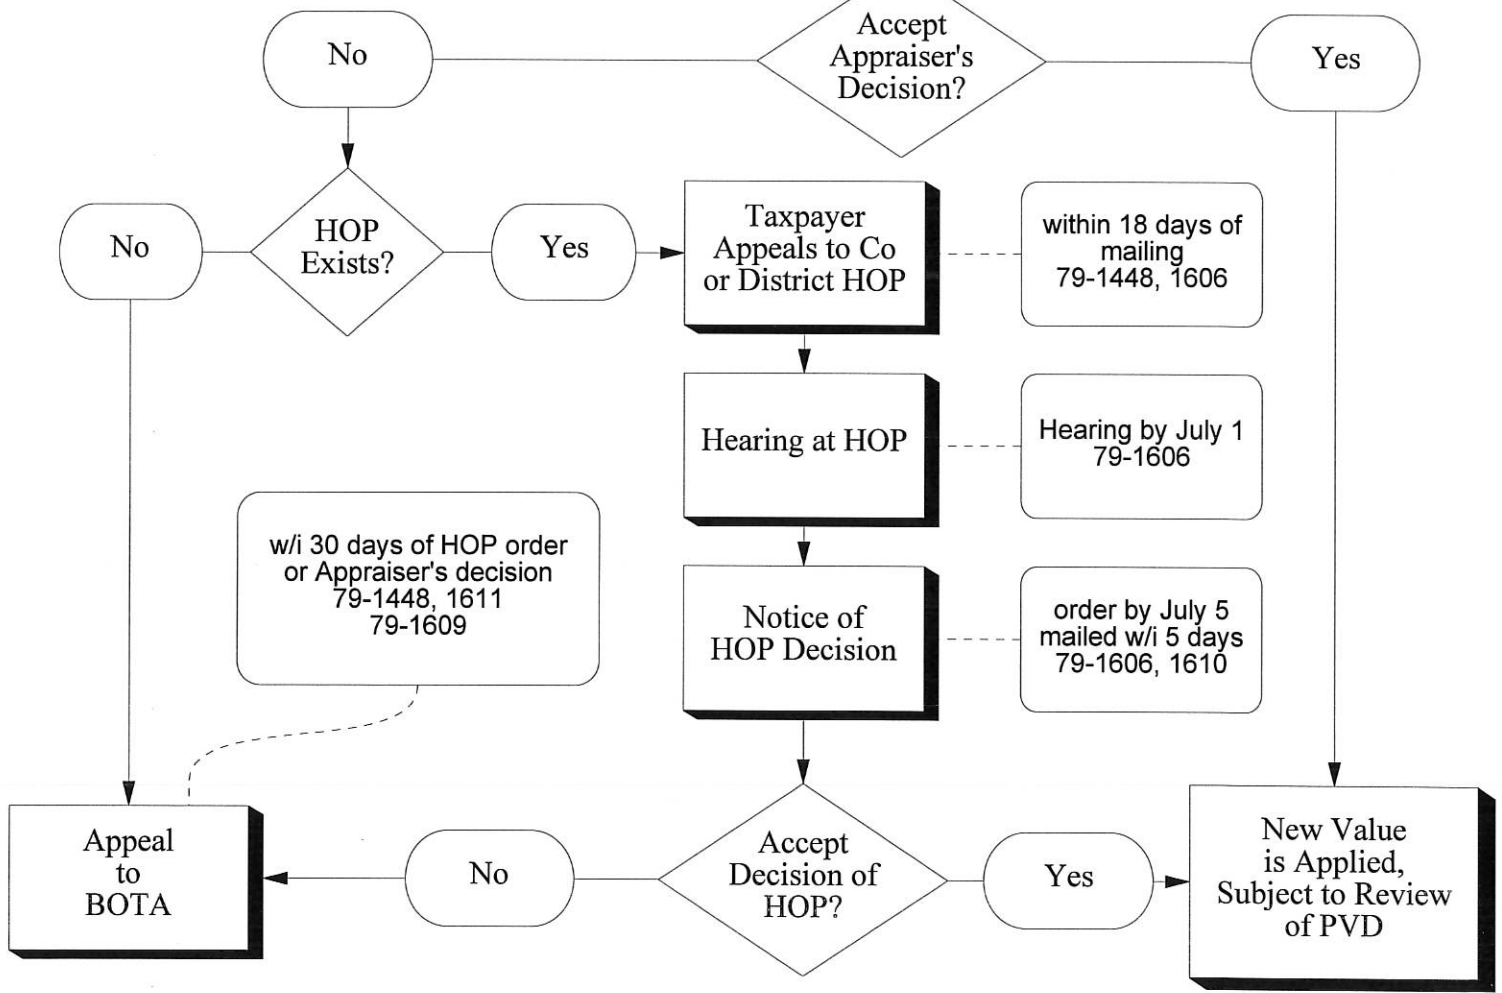 Accept
Appraiser's
Decision?
No
Yes
HOP
Exists?
No
Yes
Taxpayer
Appeals to Co
or District HOP
within 18 days of
mailing
79-1448, 1606
Hearing at HOP
Hearing by July 1
79-1606
w/i 30 days of HOP order
or Appraiser's decision
79-1448, 1611
79-1609
Notice of
HOP Decision
order by July 5
mailed w/i 5 days
79-1606, 1610
Appeal
to
BOTA
No
Accept
Decision of
HOP?
Yes
New Value
is Applied,
Subject to Review
of PVD